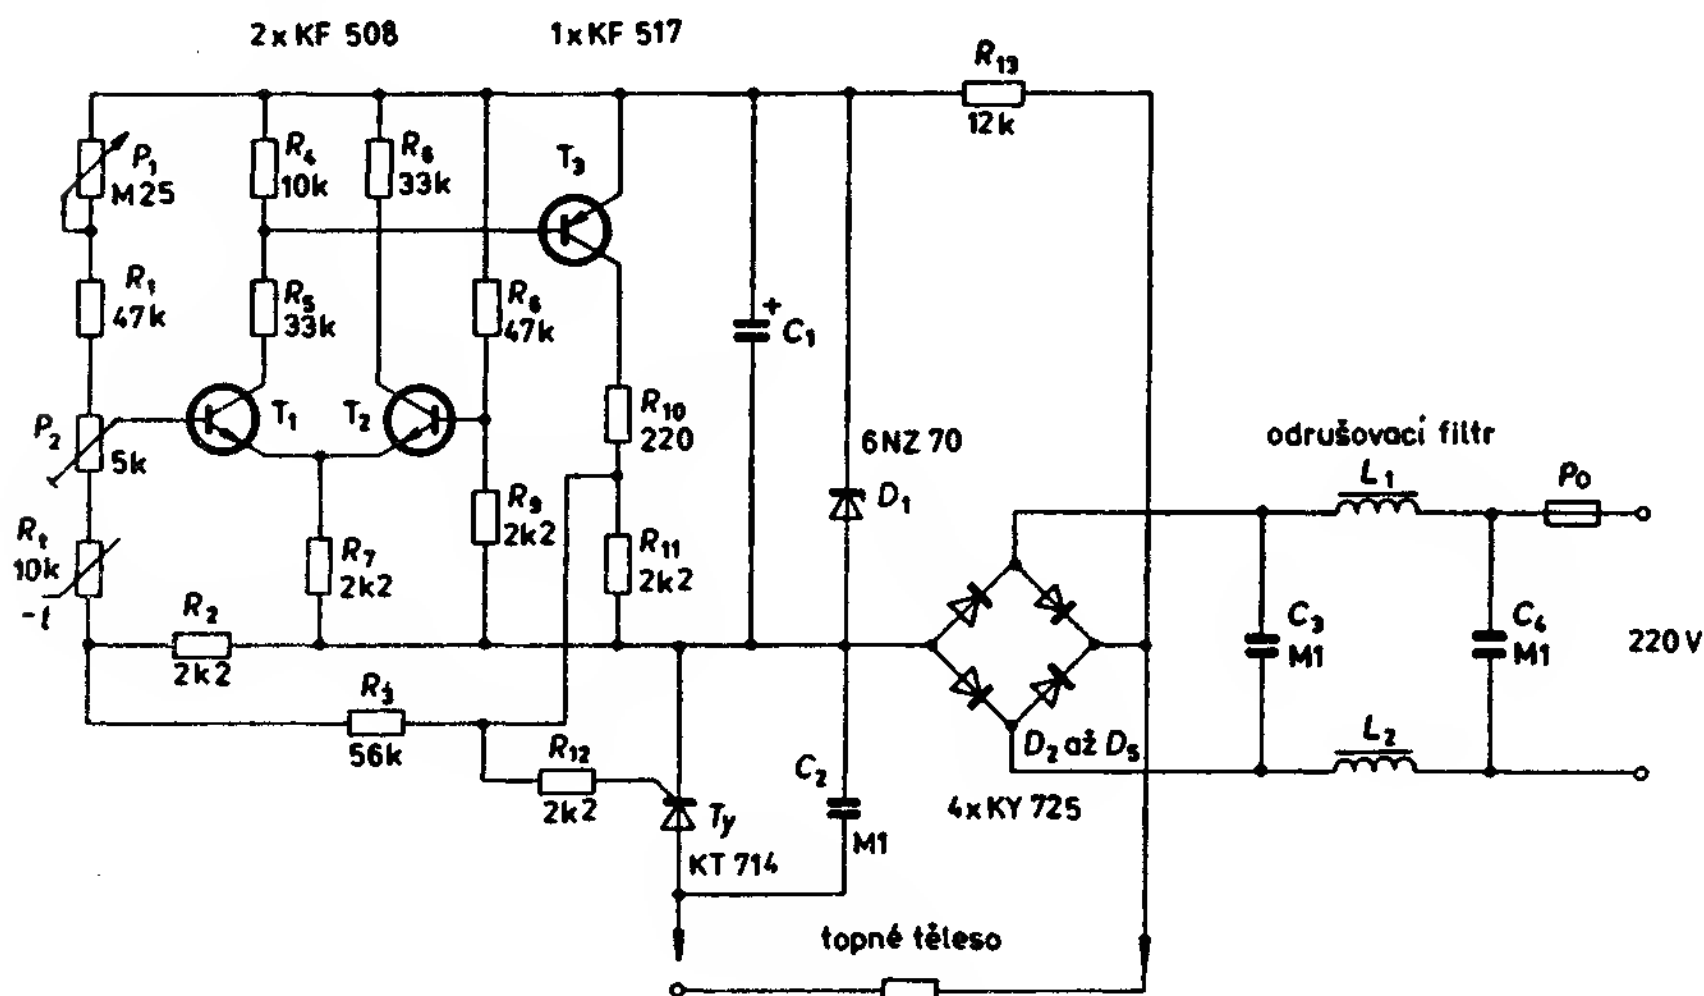 2x KF 508
1x KF 517
R13
12k
P1
M25
R4
10k
R6
33k
T3
R1
47k
R5
33k
R6
47k
+
C1
P2
5k
T1
T2
R10
220
6NZ 70
D1
odrušovací filtr
L1
Po
Rt
10k
-t
R7
2k2
R9
2k2
R11
2k2
R2
2k2
C3
M1
C4
M1
220 V
R3
56k
R12
2k2
Ty
KT 714
C2
M1
D2 až D5
4x KY 725
L2
topné těleso